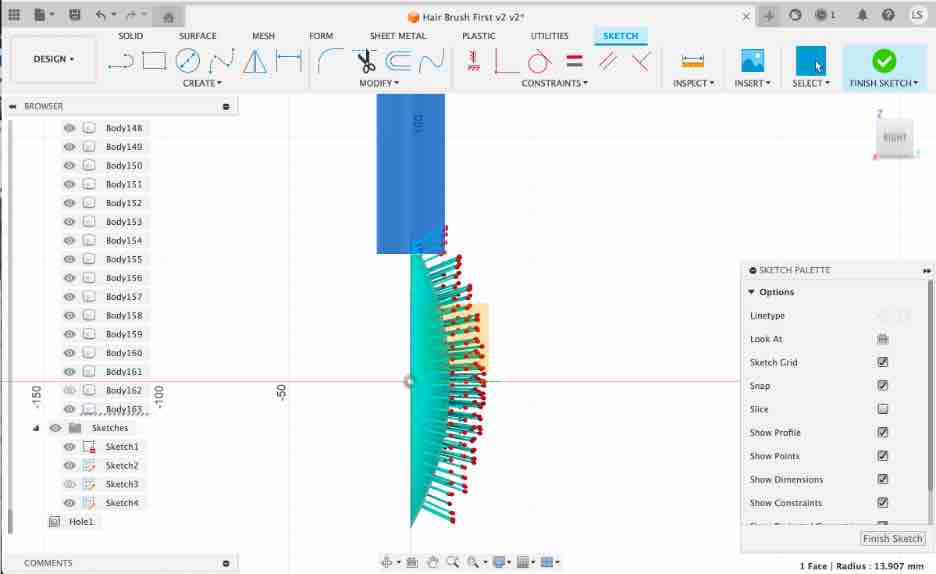 Hair Brush First v2 v2*
1
LS
DESIGN
SOLID
SURFACE
MESH
FORM
SHEET METAL
PLASTIC
UTILITIES
SKETCH
CREATE
MODIFY
CONSTRAINTS
INSPECT
INSERT
SELECT
FINISH SKETCH
BROWSER
Body148
Body149
Body150
Body151
Body152
Body153
Body154
Body155
Body156
Body157
Body158
Body159
Body160
Body161
Body162
Body163
Sketches
Sketch1
Sketch2
Sketch3
Sketch4
Hole1
COMMENTS
-150
-100
-50
100
Z
RIGHT
SKETCH PALETTE
Options
Linetype
Look At
Sketch Grid
Snap
Slice
Show Profile
Show Points
Show Dimensions
Show Constraints
Finish Sketch
1 Face | Radius : 13.907 mm